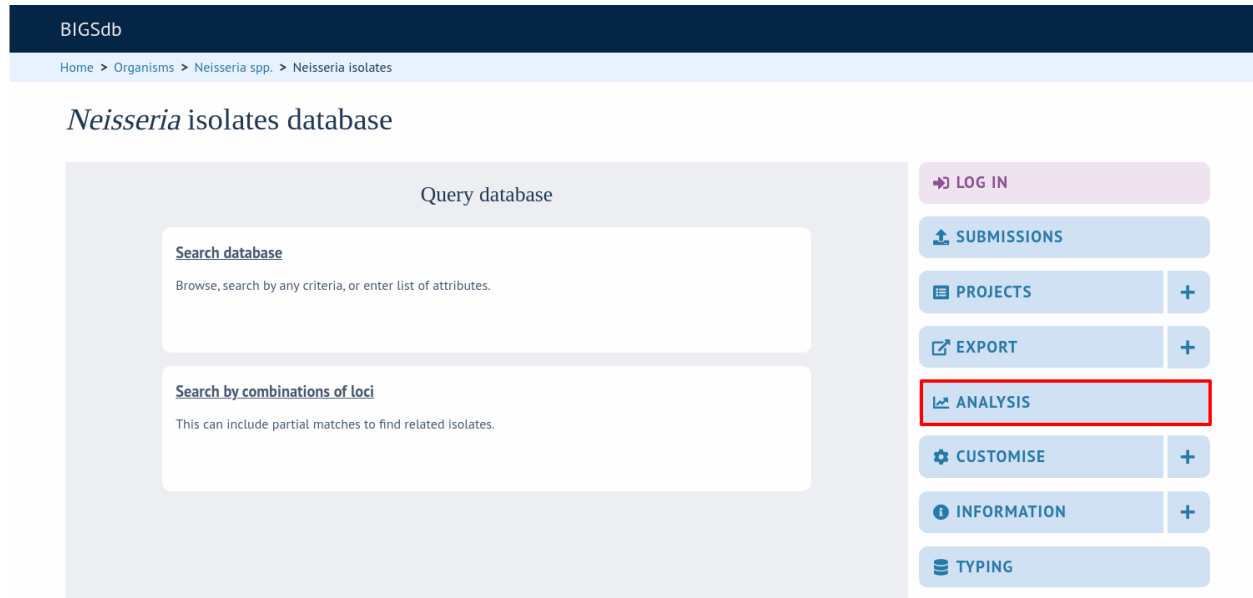 BIGSdb
Home > Organisms > Neisseria spp. > Neisseria isolates
Neisseria isolates database
Query database
Search database
Browse, search by any criteria, or enter list of attributes.
Search by combinations of loci
This can include partial matches to find related isolates.
LOG IN
SUBMISSIONS
PROJECTS +
EXPORT +
ANALYSIS
CUSTOMISE +
INFORMATION +
TYPING